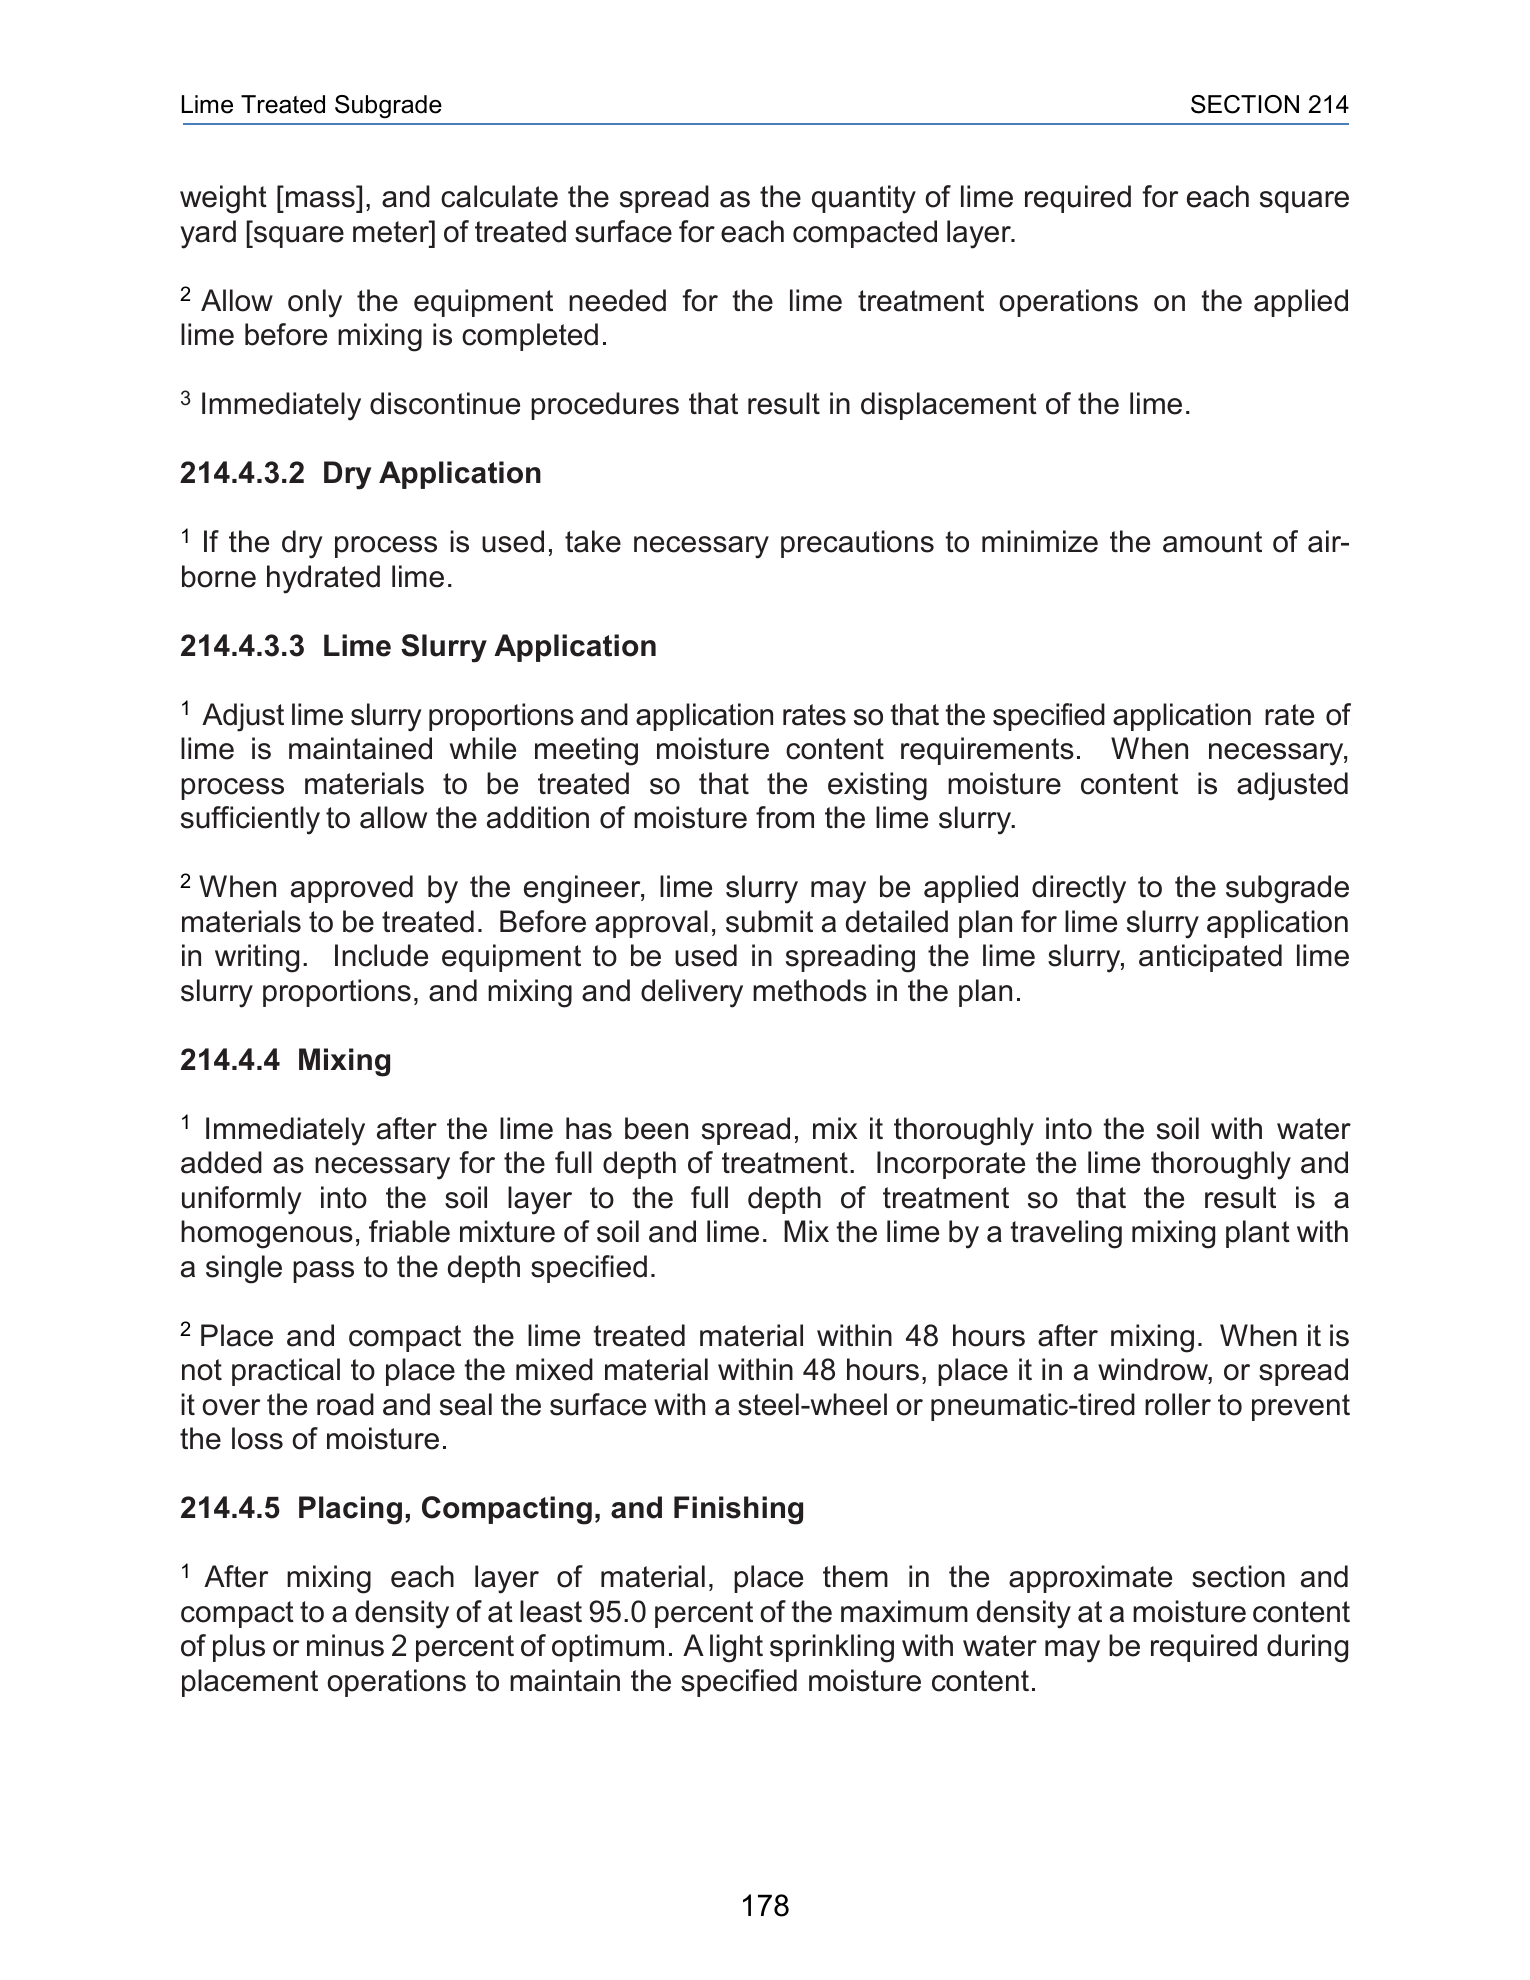 Lime Treated Subgrade SECTION 214
weight [mass], and calculate the spread as the quantity of lime required for each square
yard [square meter] of treated surface for each compacted layer.
2 Allow only the equipment needed for the lime treatment operations on the applied
lime before mixing is completed.
3 Immediately discontinue procedures that result in displacement of the lime.
214.4.3.2 Dry Application
1 If the dry process is used, take necessary precautions to minimize the amount of air-
borne hydrated lime.
214.4.3.3 Lime Slurry Application
1 Adjust lime slurry proportions and application rates so that the specified application rate of
lime is maintained while meeting moisture content requirements. When necessary,
process materials to be treated so that the existing moisture content is adjusted
sufficiently to allow the addition of moisture from the lime slurry.
2 When approved by the engineer, lime slurry may be applied directly to the subgrade
materials to be treated. Before approval, submit a detailed plan for lime slurry application
in writing. Include equipment to be used in spreading the lime slurry, anticipated lime
slurry proportions, and mixing and delivery methods in the plan.
214.4.4 Mixing
1 Immediately after the lime has been spread, mix it thoroughly into the soil with water
added as necessary for the full depth of treatment. Incorporate the lime thoroughly and
uniformly into the soil layer to the full depth of treatment so that the result is a
homogenous, friable mixture of soil and lime. Mix the lime by a traveling mixing plant with
a single pass to the depth specified.
2 Place and compact the lime treated material within 48 hours after mixing. When it is
not practical to place the mixed material within 48 hours, place it in a windrow, or spread
it over the road and seal the surface with a steel-wheel or pneumatic-tired roller to prevent
the loss of moisture.
214.4.5 Placing, Compacting, and Finishing
1 After mixing each layer of material, place them in the approximate section and
compact to a density of at least 95.0 percent of the maximum density at a moisture content
of plus or minus 2 percent of optimum. A light sprinkling with water may be required during
placement operations to maintain the specified moisture content.
178